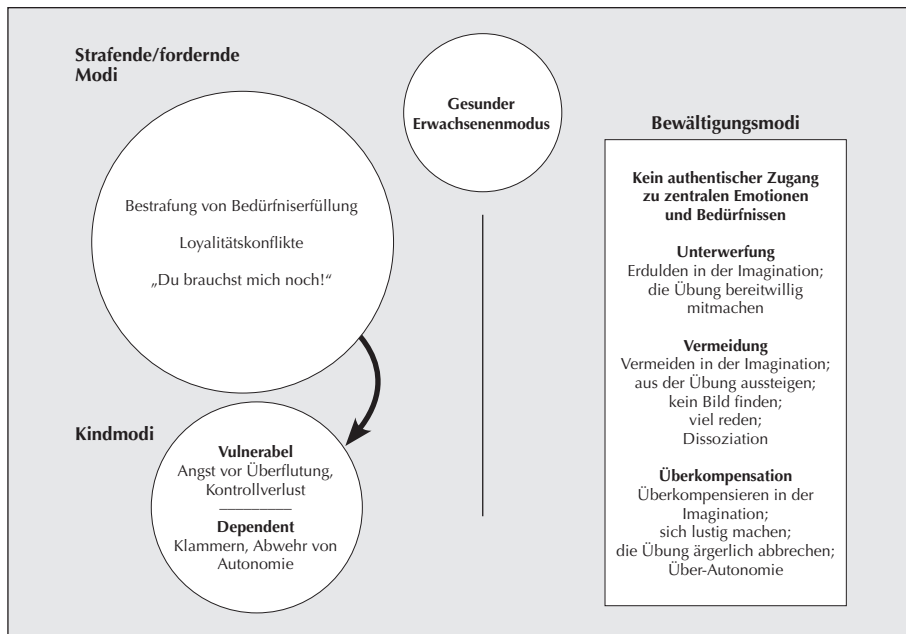 Strafende/fordernde
Modi
Bestrafung von Bedürfniserfüllung
Loyalitätskonflikte
„Du brauchst mich noch!“
Kindmodi
Vulnerabel
Angst vor Überflutung,
Kontrollverlust
Dependent
Klammern, Abwehr von
Autonomie
Gesunder
Erwachsenenmodus
Bewältigungsmodi
Kein authentischer Zugang
zu zentralen Emotionen
und Bedürfnissen
Unterwerfung
Erdulden in der Imagination;
die Übung bereitwillig
mitmachen
Vermeidung
Vermeiden in der Imagination;
aus der Übung aussteigen;
kein Bild finden;
viel reden;
Dissoziation
Überkompensation
Überkompensieren in der
Imagination;
sich lustig machen;
die Übung ärgerlich abbrechen;
Über-Autonomie